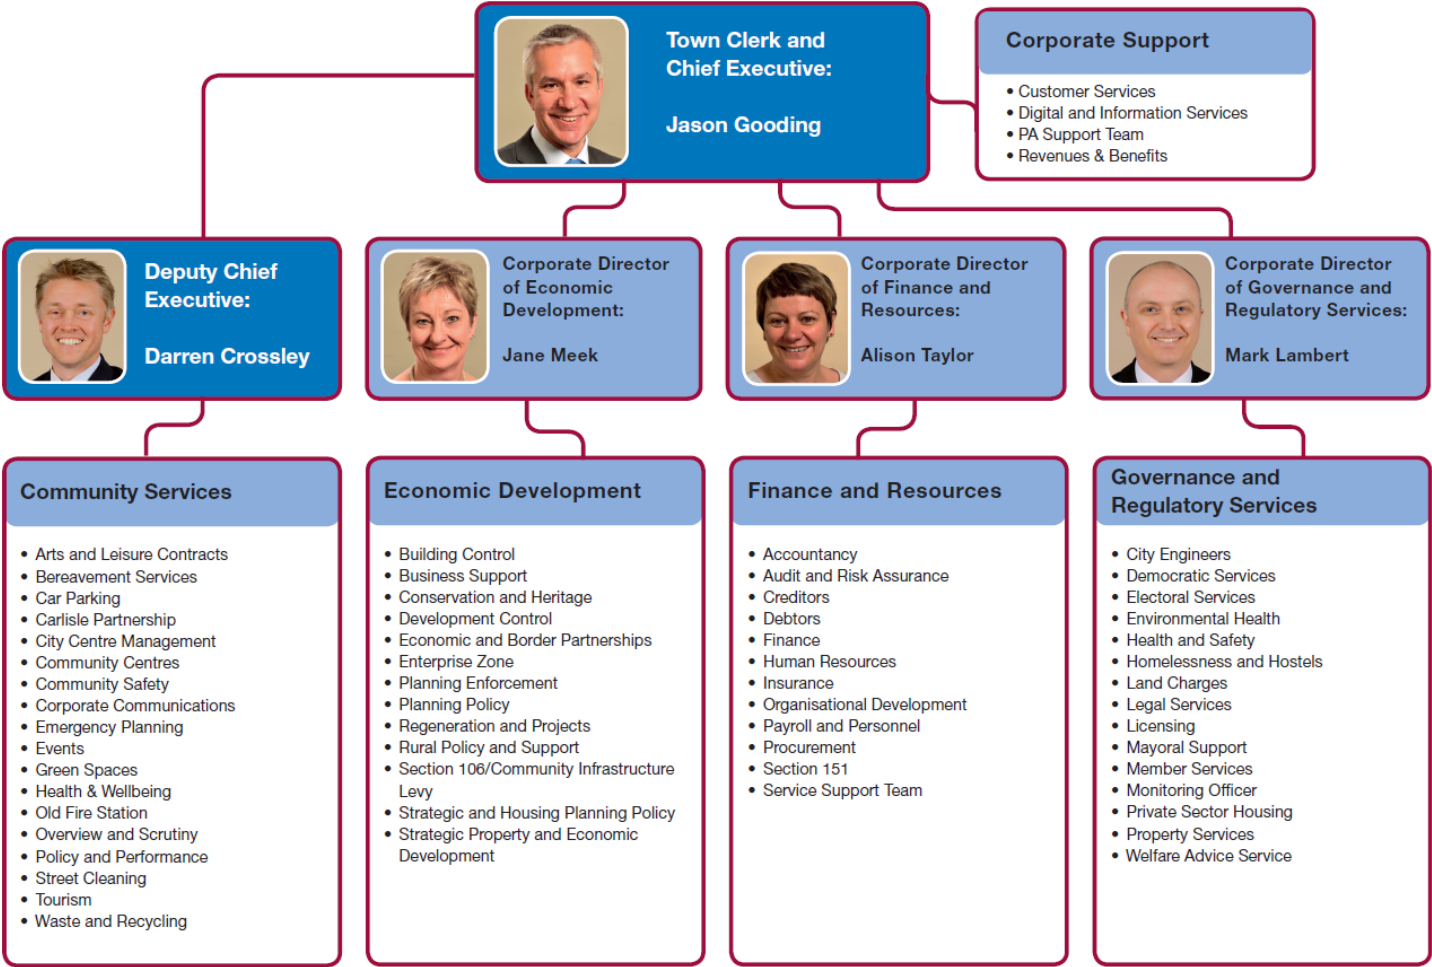 Town Clerk and
Chief Executive:
Jason Gooding
Corporate Support
• Customer Services
• Digital and Information Services
• PA Support Team
• Revenues & Benefits
Deputy Chief
Executive:
Darren Crossley
Corporate Director
of Economic
Development:
Jane Meek
Corporate Director
of Finance and
Resources:
Alison Taylor
Corporate Director
of Governance and
Regulatory Services:
Mark Lambert
Community Services
• Arts and Leisure Contracts
• Bereavement Services
• Car Parking
• Carlisle Partnership
• City Centre Management
• Community Centres
• Community Safety
• Corporate Communications
• Emergency Planning
• Events
• Green Spaces
• Health & Wellbeing
• Old Fire Station
• Overview and Scrutiny
• Policy and Performance
• Street Cleaning
• Tourism
• Waste and Recycling
Economic Development
• Building Control
• Business Support
• Conservation and Heritage
• Development Control
• Economic and Border Partnerships
• Enterprise Zone
• Planning Enforcement
• Planning Policy
• Regeneration and Projects
• Rural Policy and Support
• Section 106/Community Infrastructure
Levy
• Strategic and Housing Planning Policy
• Strategic Property and Economic
Development
Finance and Resources
• Accountancy
• Audit and Risk Assurance
• Creditors
• Debtors
• Finance
• Human Resources
• Insurance
• Organisational Development
• Payroll and Personnel
• Procurement
• Section 151
• Service Support Team
Governance and
Regulatory Services
• City Engineers
• Democratic Services
• Electoral Services
• Environmental Health
• Health and Safety
• Homelessness and Hostels
• Land Charges
• Legal Services
• Licensing
• Mayoral Support
• Member Services
• Monitoring Officer
• Private Sector Housing
• Property Services
• Welfare Advice Service